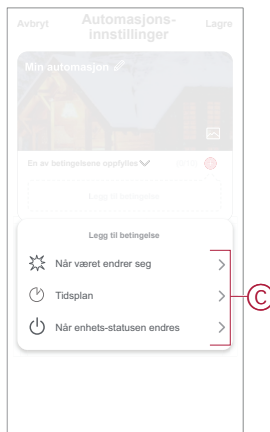 Avbryt
Automasjons-
innstillinger
Lagre
Min automasjon
En av betingelsene oppfylles
Legg til betingelse
Legg til betingelse
Når været endrer seg
Tidsplan
Når enhets-statusen endres
C